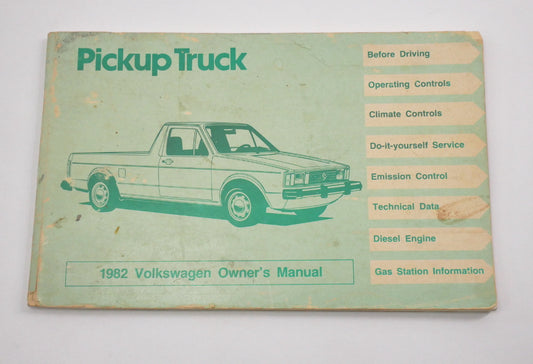 Pickup Truck
1982 Volkswagen Owner's Manual
Before Driving
Operating Controls
Climate Controls
Do-it-yourself Service
Emission Control
Technical Data
Diesel Engine
Gas Station Information